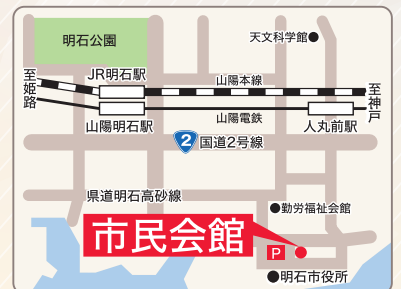 天文科学館
明石公園
JR明石駅
山陽本線
至姫路
至神戸
山陽電鉄
山陽明石駅
人丸前駅
2
国道2号線
県道明石高砂線
勤労福祉会館
市民会館
P
明石市役所